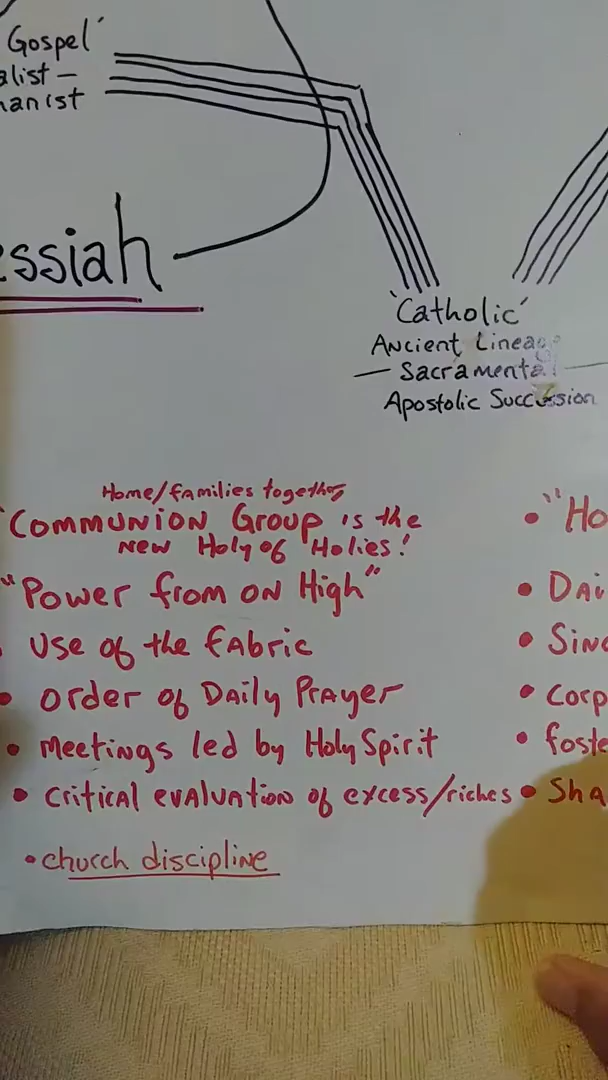 Gospel'
alist —
anist
essiah
'Catholic'
Ancient Lineage
— Sacramental —
Apostolic Succession
Home/families together
"Communion Group is the
new Holy of Holies!
"Power from on High"
use of the fabric
• order of Daily Prayer
• meetings led by Holy Spirit
• critical evaluation of excess/riches
• church discipline
• "Ho
• Dai
• Sinc
• corp
• foste
• Sha